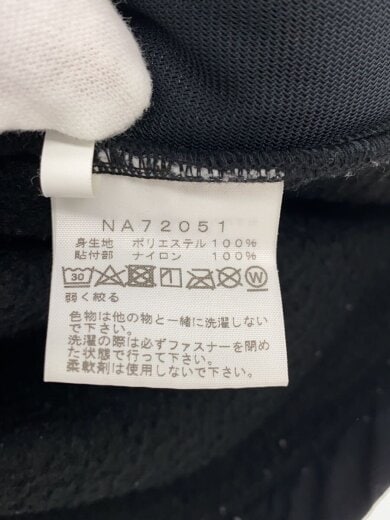 NA72051
身生地 ポリエステル 100%
貼付部 ナイロン 100%
30 W
弱く絞る
色物は他の物と一緒に洗濯しない
で下さい。
洗濯の際は必ずファスナーを閉め
た状態で行って下さい。
柔軟剤は使用しないで下さい。